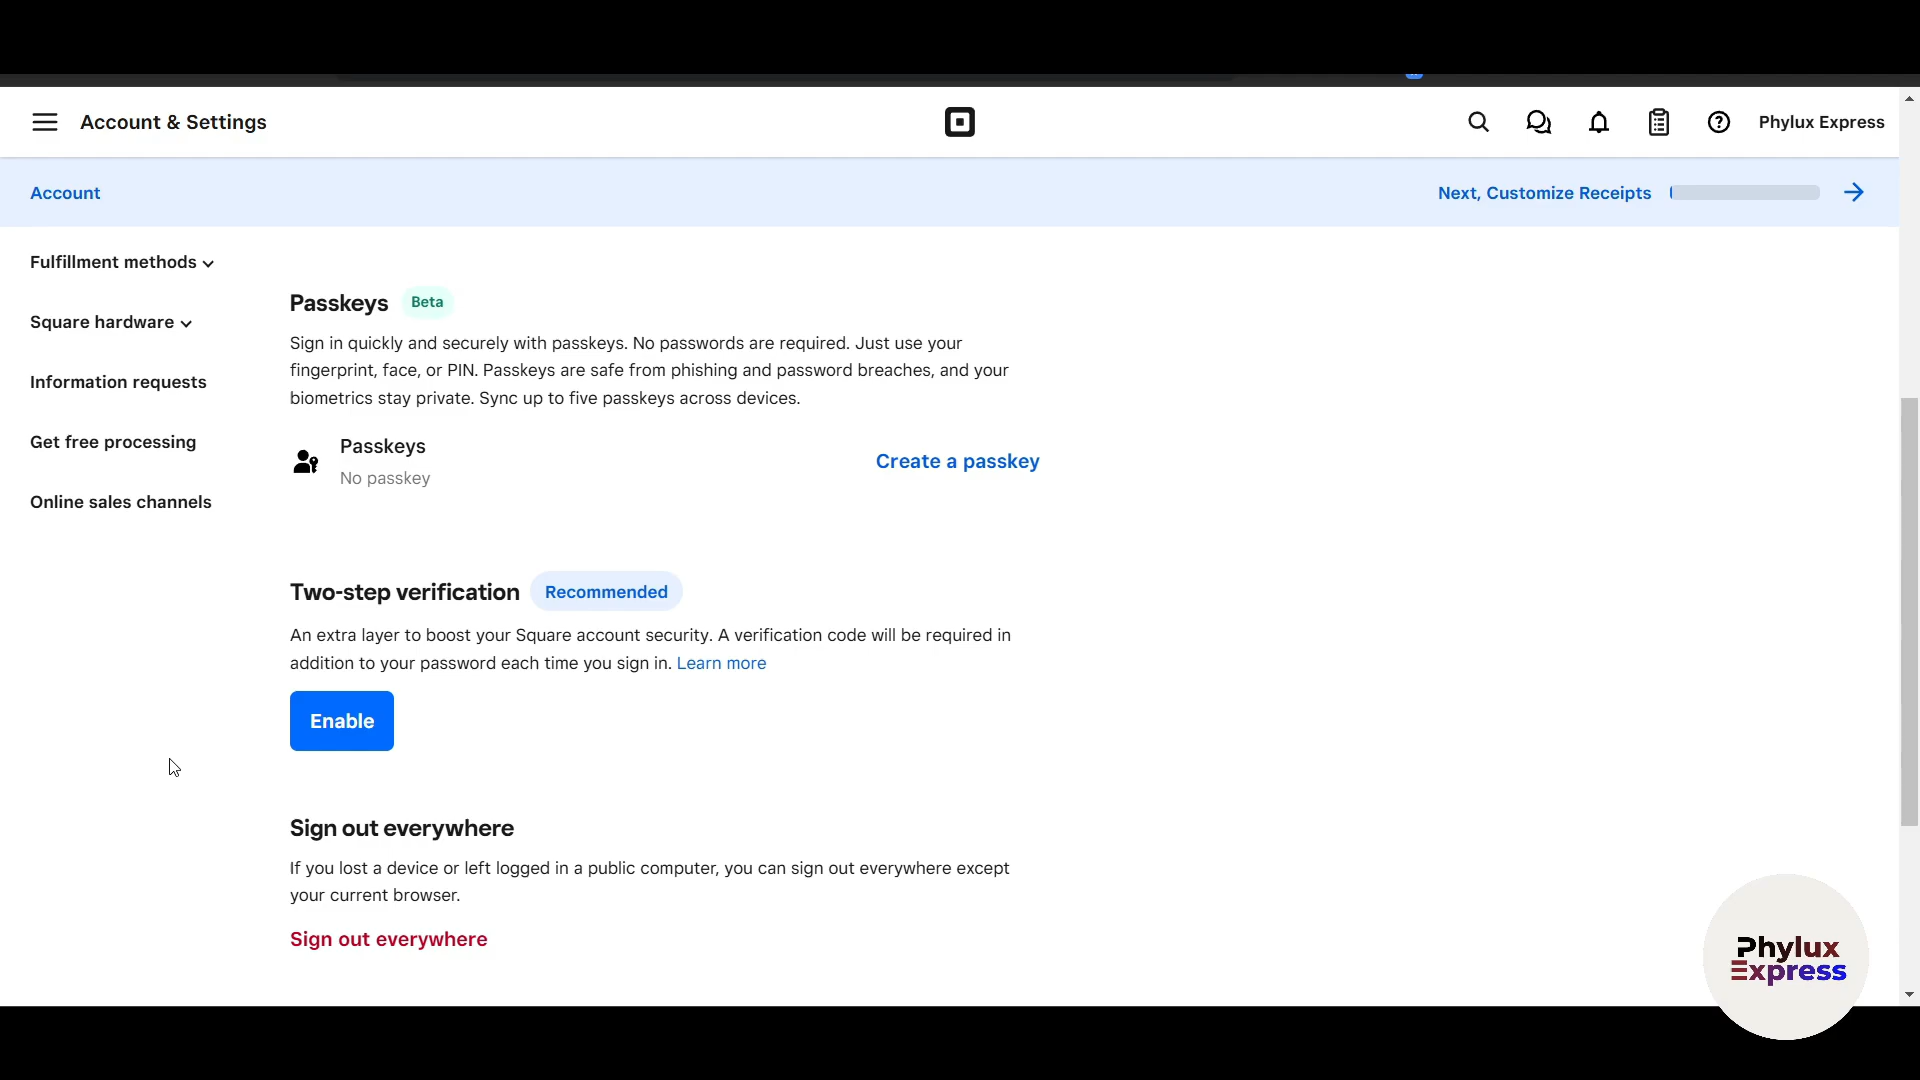 Account & Settings
Phylux Express
Account
Next, Customize Receipts
Fulfillment methods
Square hardware
Information requests
Get free processing
Online sales channels
Passkeys Beta
Sign in quickly and securely with passkeys. No passwords are required. Just use your
fingerprint, face, or PIN. Passkeys are safe from phishing and password breaches, and your
biometrics stay private. Sync up to five passkeys across devices.
Passkeys
No passkey
Create a passkey
Two-step verification Recommended
An extra layer to boost your Square account security. A verification code will be required in
addition to your password each time you sign in. Learn more
Enable
Sign out everywhere
If you lost a device or left logged in a public computer, you can sign out everywhere except
your current browser.
Sign out everywhere
Phylux
Express